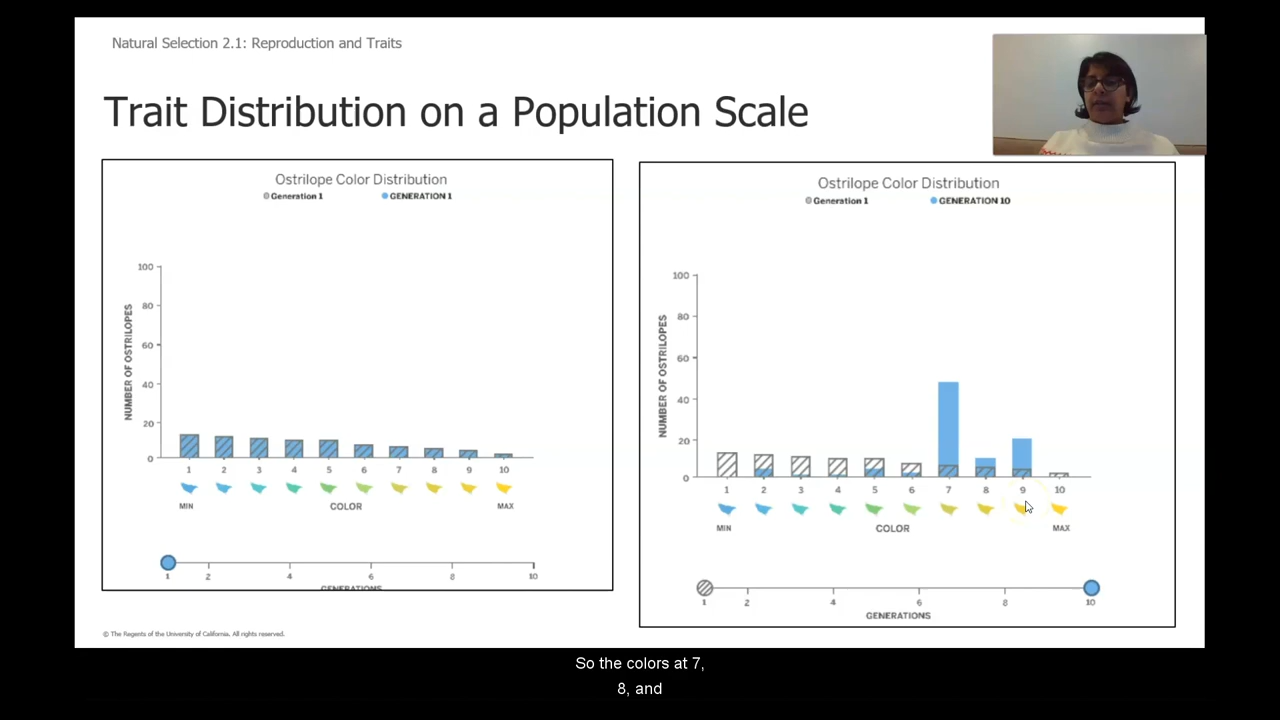 Natural Selection 2.1: Reproduction and Traits
Trait Distribution on a Population Scale
Ostrilope Color Distribution
Generation 1 GENERATION 1
NUMBER OF OSTRILOPES
100
80
60
40
20
0
1 2 3 4 5 6 7 8 9 10
MIN COLOR MAX
1 2 4 6 8 10
GENERATIONS
Ostrilope Color Distribution
Generation 1 GENERATION 10
NUMBER OF OSTRILOPES
100
80
60
40
20
0
1 2 3 4 5 6 7 8 9 10
MIN COLOR MAX
1 2 4 6 8 10
GENERATIONS
© The Regents of the University of California. All rights reserved.
So the colors at 7,
8, and